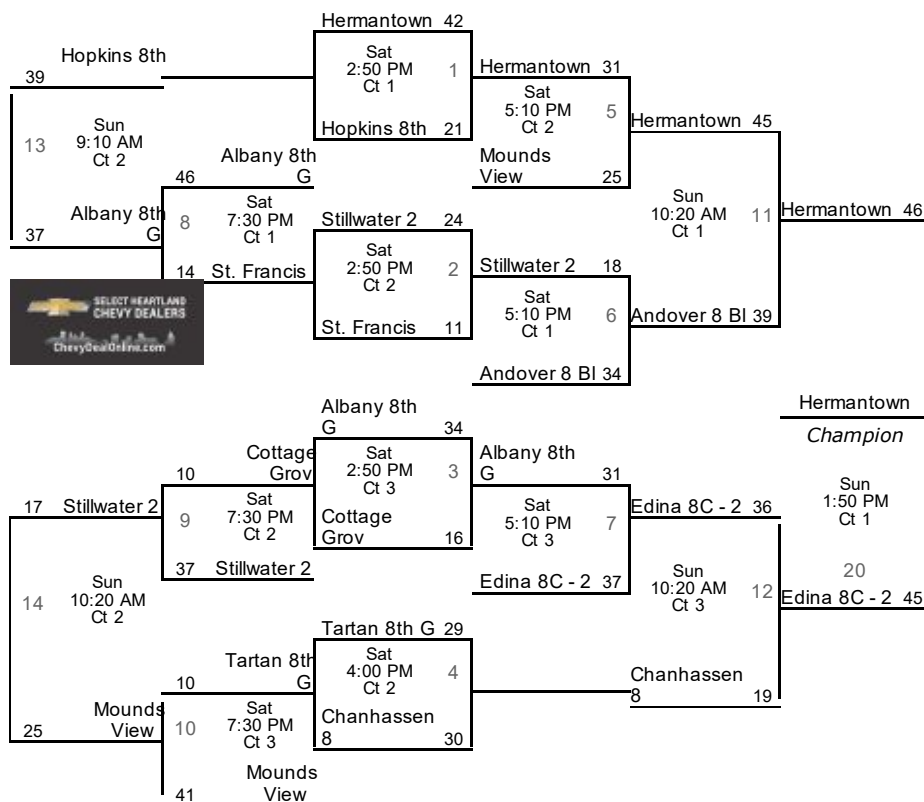 Hermantown 42
Hopkins 8th
39
Sat
2:50 PM
Ct 1
1
Hermantown 31
Hopkins 8th 21
13
Sun
9:10 AM
Ct 2
Sat
5:10 PM
Ct 2
5
Hermantown 45
46
Albany 8th
G
Mounds
View 25
37
Albany 8th
G
8
Sat
7:30 PM
Ct 1
Stillwater 2 24
Sun
10:20 AM
Ct 1
11
Hermantown 46
14 St. Francis
Sat
2:50 PM
Ct 2
2
Stillwater 2 18
SELECT HEARTLAND
CHEVY DEALERS
ChevyDealOnline.com
St. Francis 11
Sat
5:10 PM
Ct 1
6
Andover 8 Bl 39
Andover 8 Bl 34
Hermantown
Champion
Albany 8th
G 34
10
Cottage
Grov
Sat
2:50 PM
Ct 3
3
Albany 8th
G 31
Sun
1:50 PM
Ct 1
20
17 Stillwater 2
9
Sat
7:30 PM
Ct 2
Cottage
Grov 16
Sat
5:10 PM
Ct 3
7
Edina 8C - 2 36
37 Stillwater 2
Edina 8C - 2 37
14
Sun
10:20 AM
Ct 2
Sun
10:20 AM
Ct 3
12
Edina 8C - 2 45
Tartan 8th G 29
10
Tartan 8th
G
Sat
4:00 PM
Ct 2
4
Chanhassen
8 19
25
Mounds
View
10
Sat
7:30 PM
Ct 3
Chanhassen
8 30
41
Mounds
View